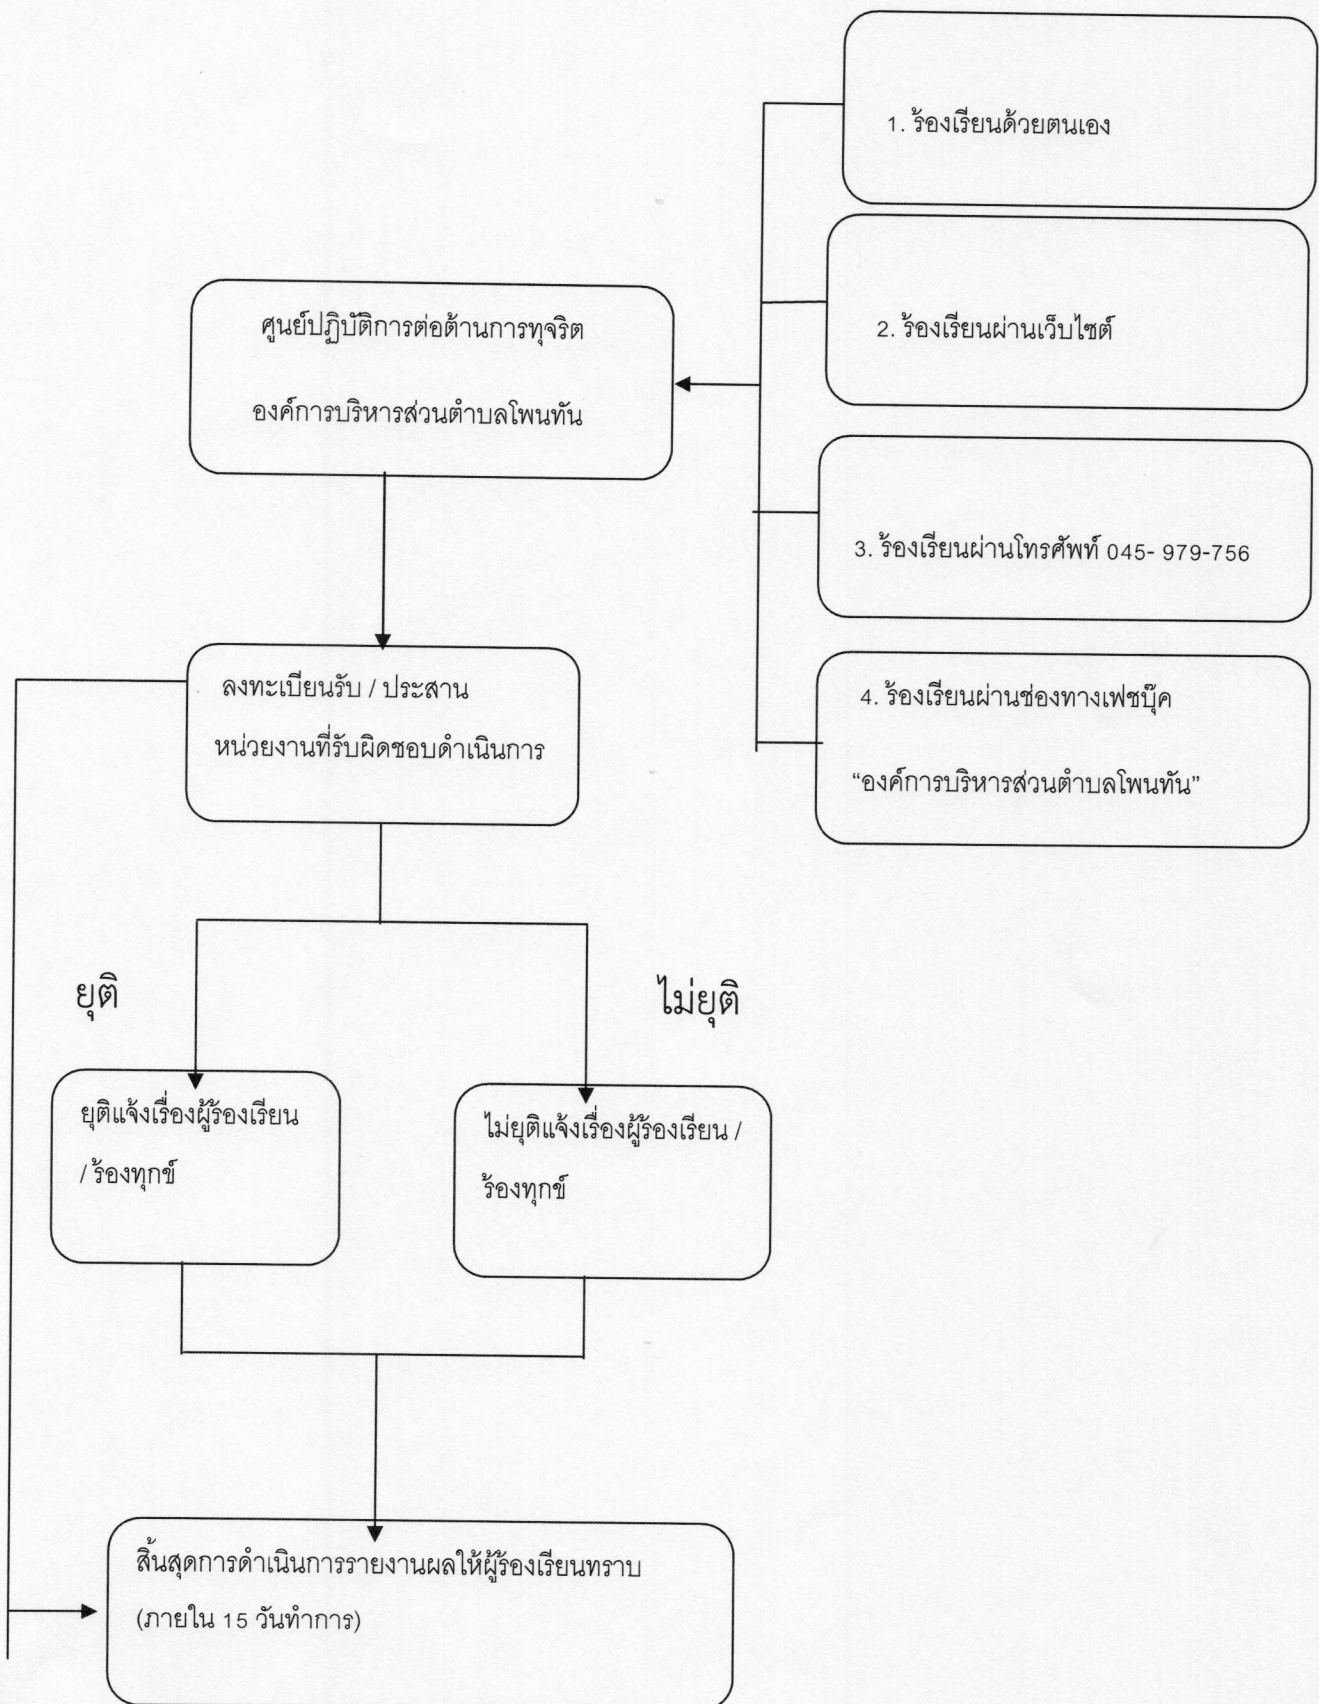 1. ร้องเรียนด้วยตนเอง
2. ร้องเรียนผ่านเว็บไซต์
ศูนย์ปฏิบัติการต่อต้านการทุจริต
องค์การบริหารส่วนตำบลโพนทัน
3. ร้องเรียนผ่านโทรศัพท์ 045- 979-756
4. ร้องเรียนผ่านช่องทางเฟชบุ๊ค
“องค์การบริหารส่วนตำบลโพนทัน”
ลงทะเบียนรับ / ประสาน
หน่วยงานที่รับผิดชอบดำเนินการ
ยุติ
ไม่ยุติ
ยุติแจ้งเรื่องผู้ร้องเรียน
/ ร้องทุกข์
ไม่ยุติแจ้งเรื่องผู้ร้องเรียน /
ร้องทุกข์
สิ้นสุดการดำเนินการรายงานผลให้ผู้ร้องเรียนทราบ
(ภายใน 15 วันทำการ)